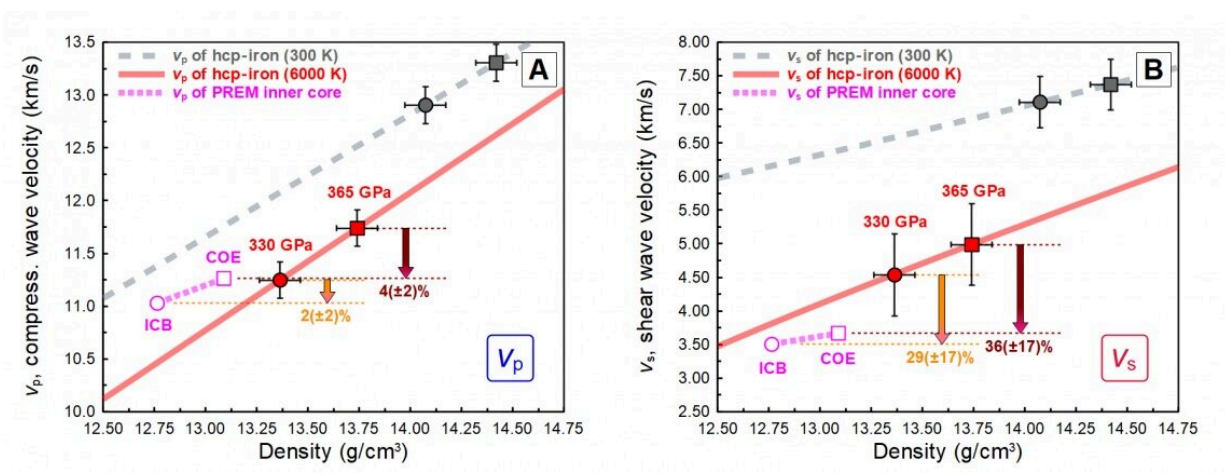 vp of hcp-iron (300 K)
vp of hcp-iron (6000 K)
vp of PREM inner core
A
365 GPa
330 GPa
COE
ICB
4(±2)%
2(±2)%
vp
vp, compress. wave velocity (km/s)
13.5
13.0
12.5
12.0
11.5
11.0
10.5
10.0
12.50 12.75 13.00 13.25 13.50 13.75 14.00 14.25 14.50 14.75
Density (g/cm³)
vs of hcp-iron (300 K)
vs of hcp-iron (6000 K)
vs of PREM inner core
B
365 GPa
330 GPa
ICB
COE
29(±17)%
36(±17)%
vs
vs, shear wave velocity (km/s)
8.00
7.50
7.00
6.50
6.00
5.50
5.00
4.50
4.00
3.50
3.00
2.50
12.50 12.75 13.00 13.25 13.50 13.75 14.00 14.25 14.50 14.75
Density (g/cm³)